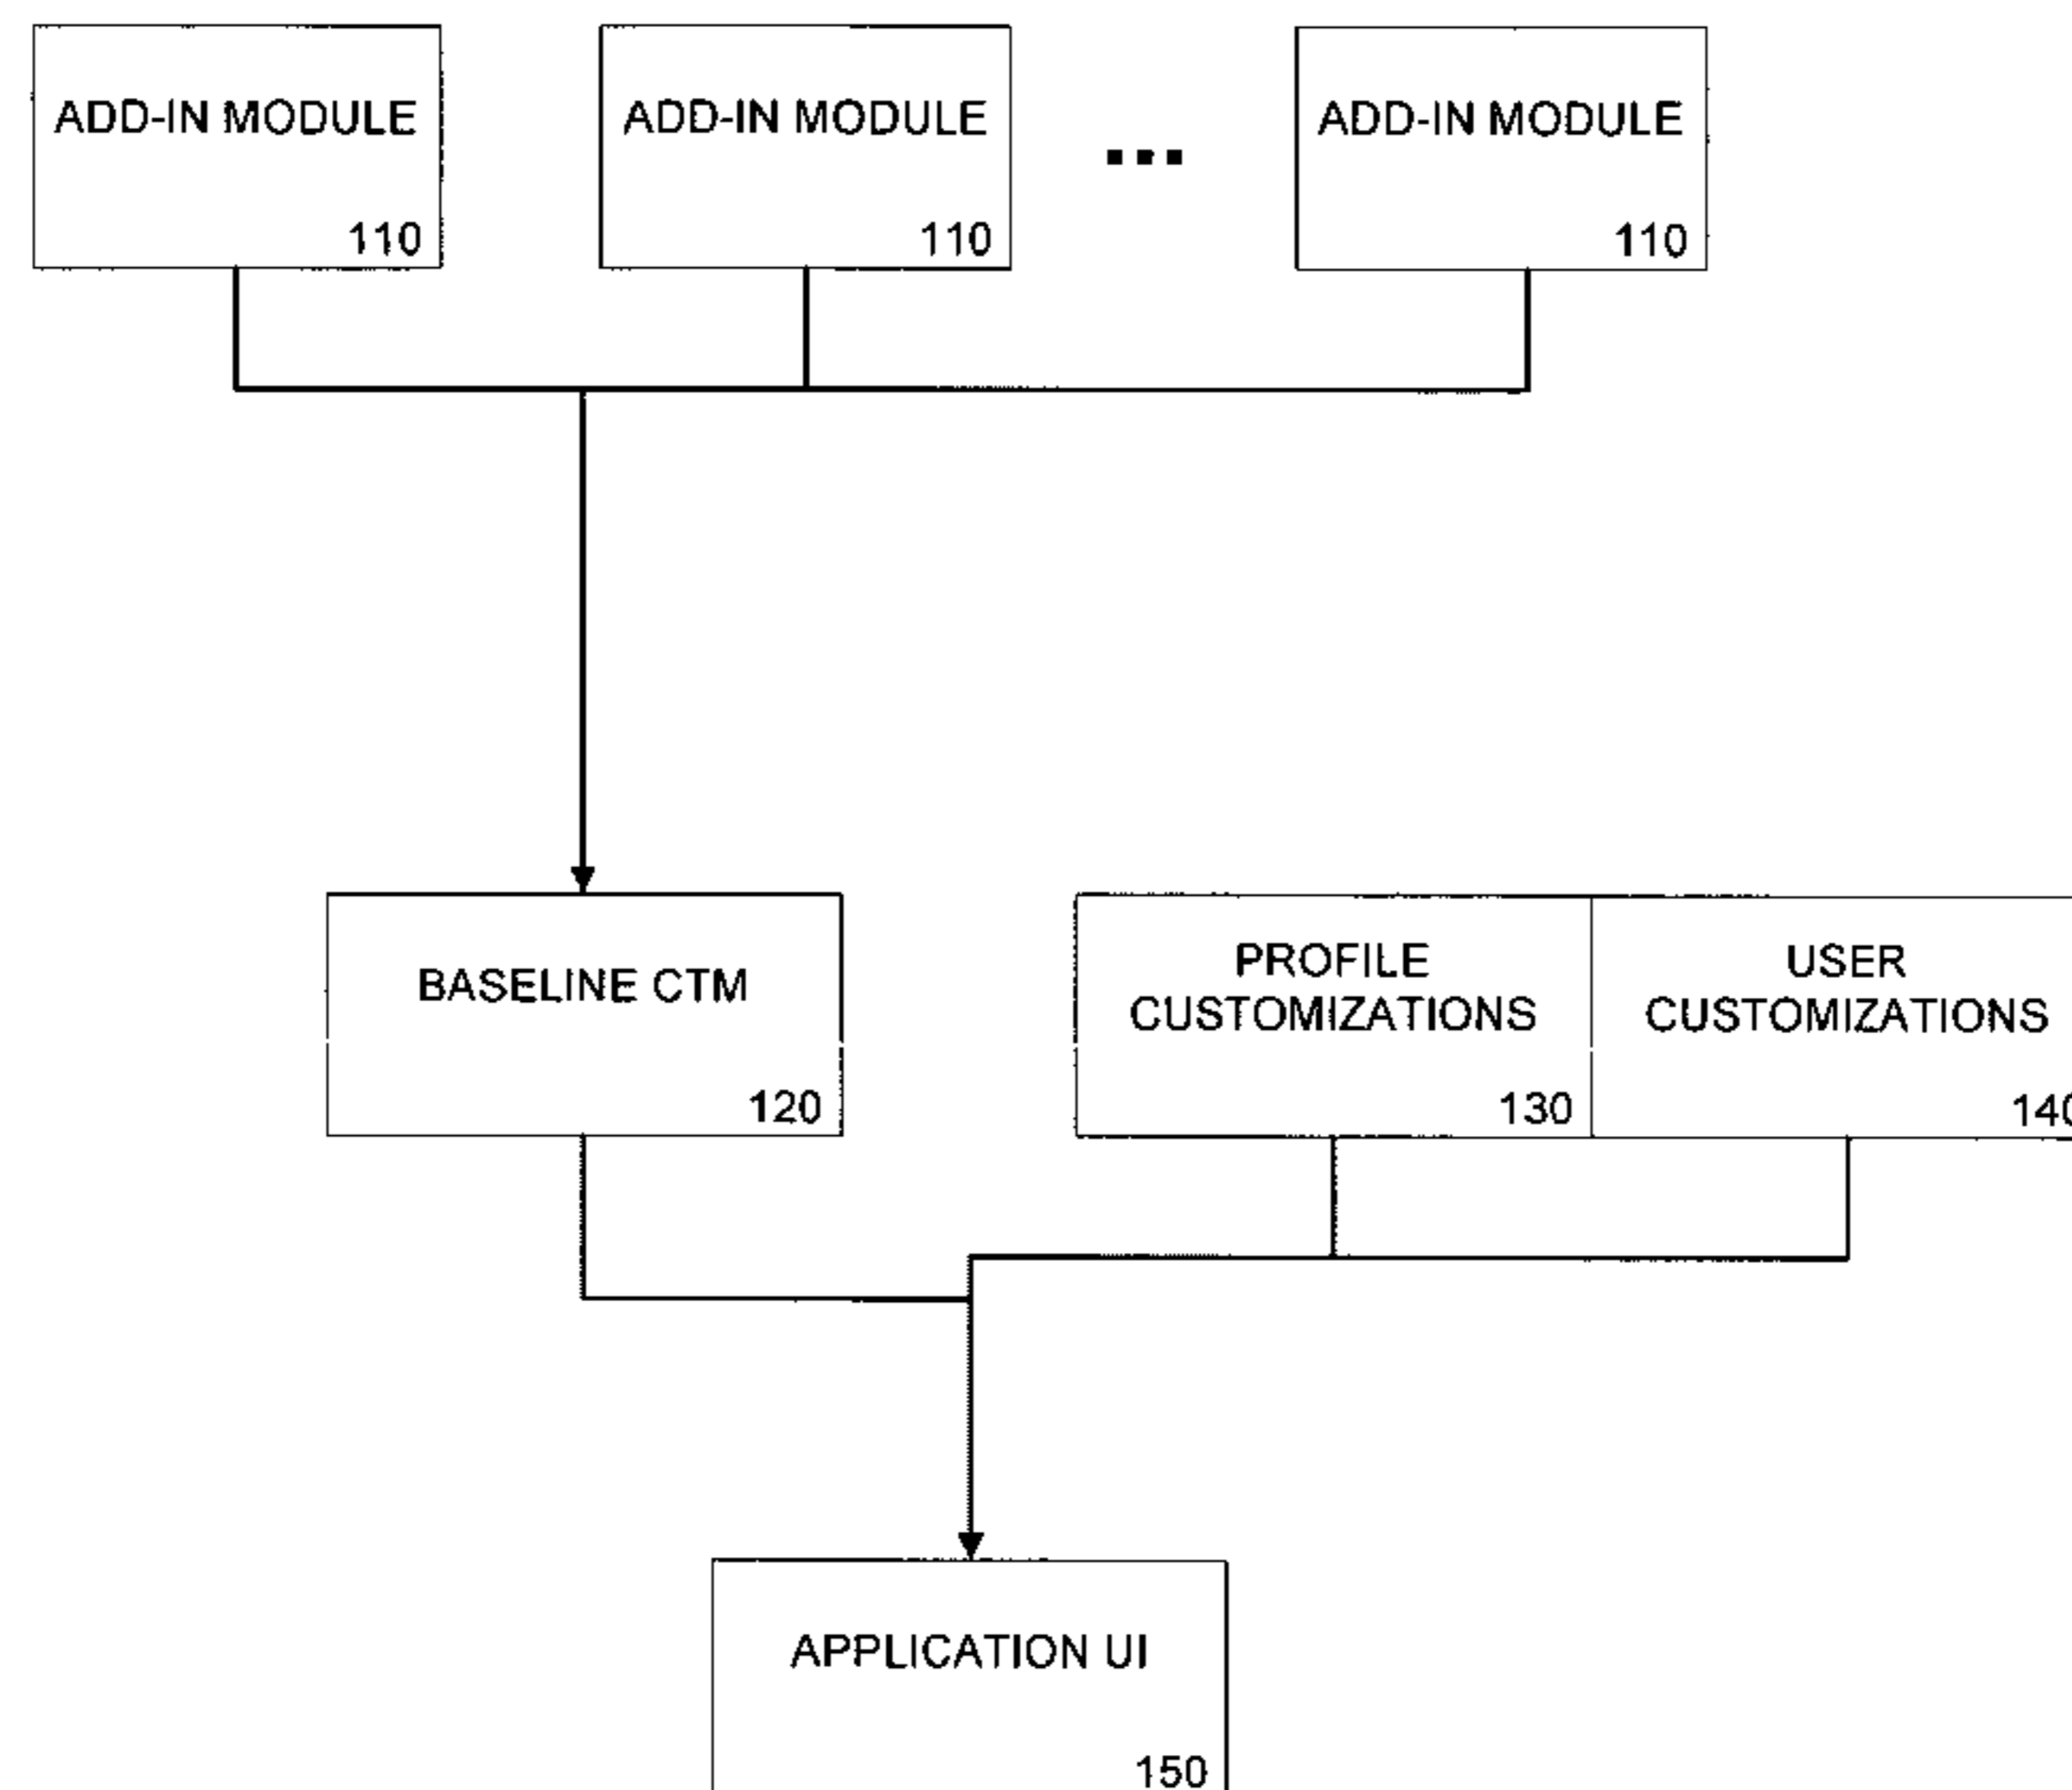 ADD-IN MODULE
110
ADD-IN MODULE
110
...
ADD-IN MODULE
110
BASELINE CTM
120
PROFILE
CUSTOMIZATIONS
130
USER
CUSTOMIZATIONS
140
APPLICATION UI
150